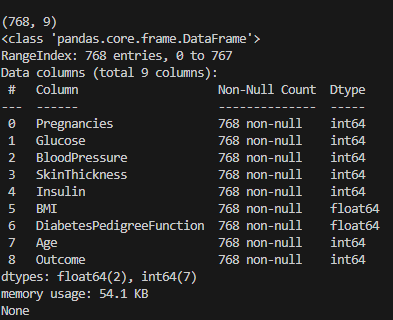 (768, 9)
<class 'pandas.core.frame.DataFrame'>
RangeIndex: 768 entries, 0 to 767
Data columns (total 9 columns):
 #   Column                    Non-Null Count  Dtype
---  ------                    --------------  -----
 0   Pregnancies               768 non-null    int64
 1   Glucose                   768 non-null    int64
 2   BloodPressure             768 non-null    int64
 3   SkinThickness             768 non-null    int64
 4   Insulin                   768 non-null    int64
 5   BMI                       768 non-null    float64
 6   DiabetesPedigreeFunction  768 non-null    float64
 7   Age                       768 non-null    int64
 8   Outcome                   768 non-null    int64
dtypes: float64(2), int64(7)
memory usage: 54.1 KB
None